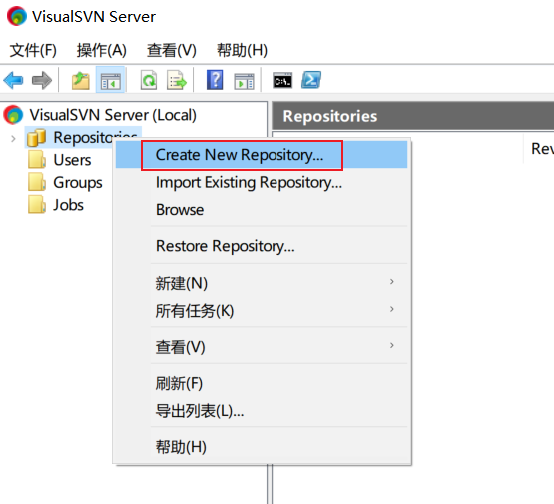 VisualSVN Server
文件(F) 操作(A) 查看(V) 帮助(H)
VisualSVN Server (Local)
Repositories
Users
Groups
Jobs
Repositories
Rev
Create New Repository...
Import Existing Repository...
Browse
Restore Repository...
新建(N)
所有任务(K)
查看(V)
刷新(F)
导出列表(L)...
帮助(H)